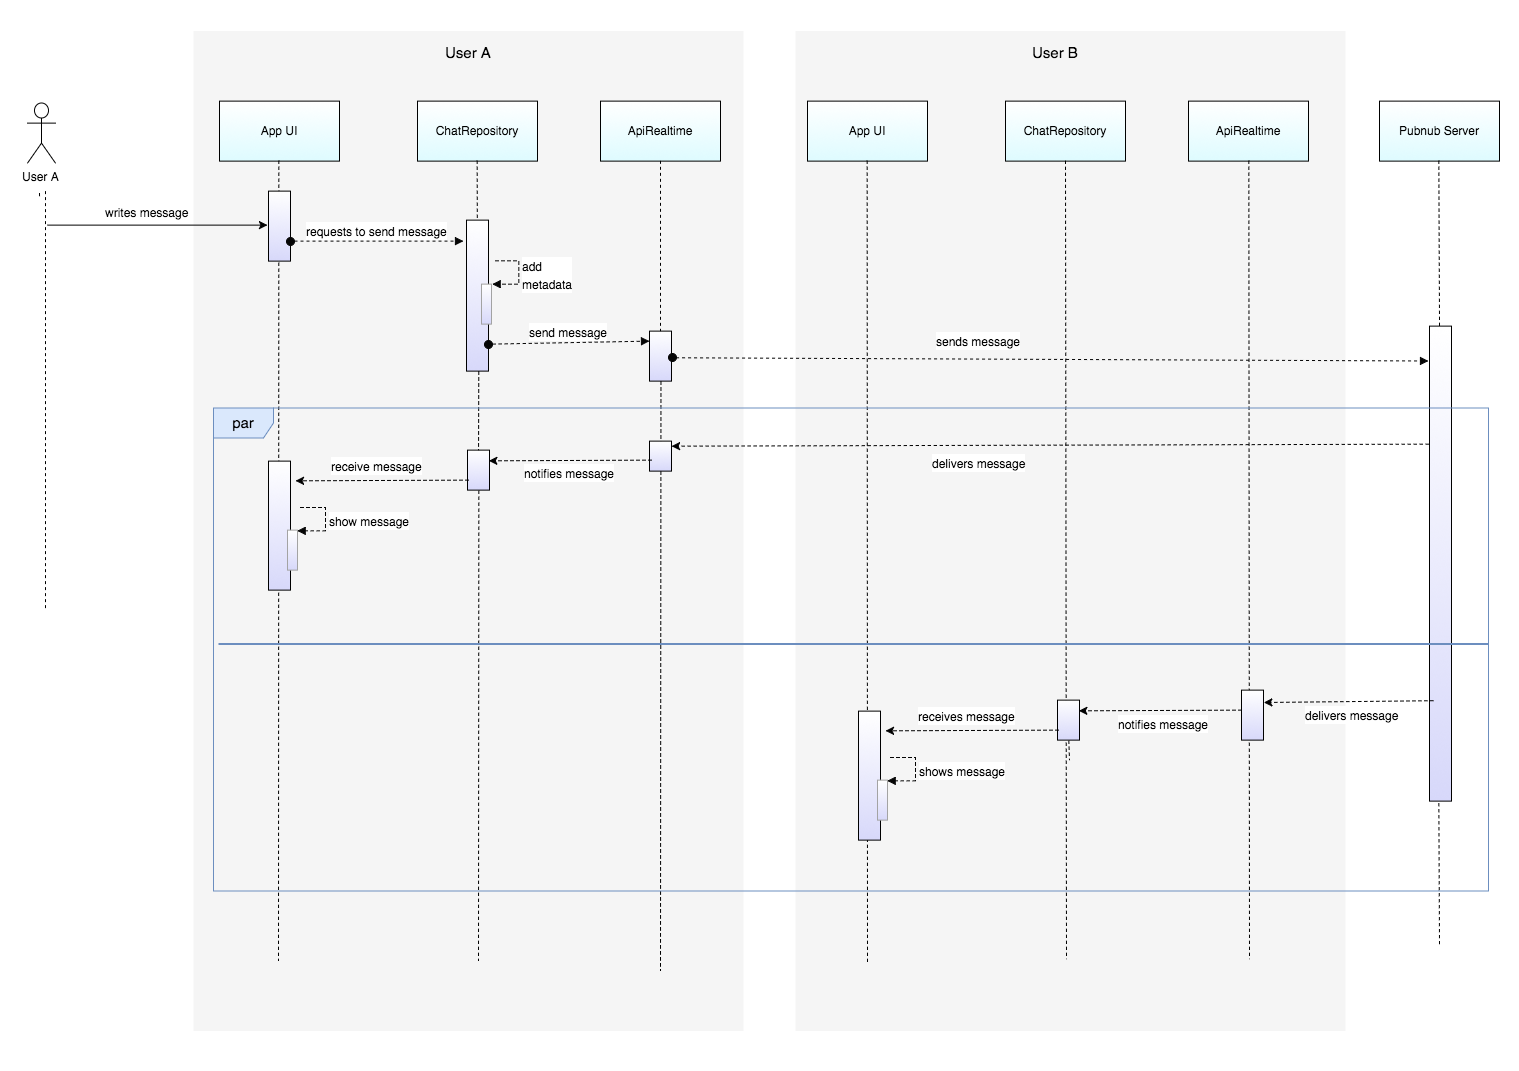 User A
User B
App UI
ChatRepository
ApiRealtime
App UI
ChatRepository
ApiRealtime
Pubnub Server
User A
writes message
requests to send message
add
metadata
send message
sends message
par
delivers message
receive message
notifies message
show message
delivers message
receives message
notifies message
shows message